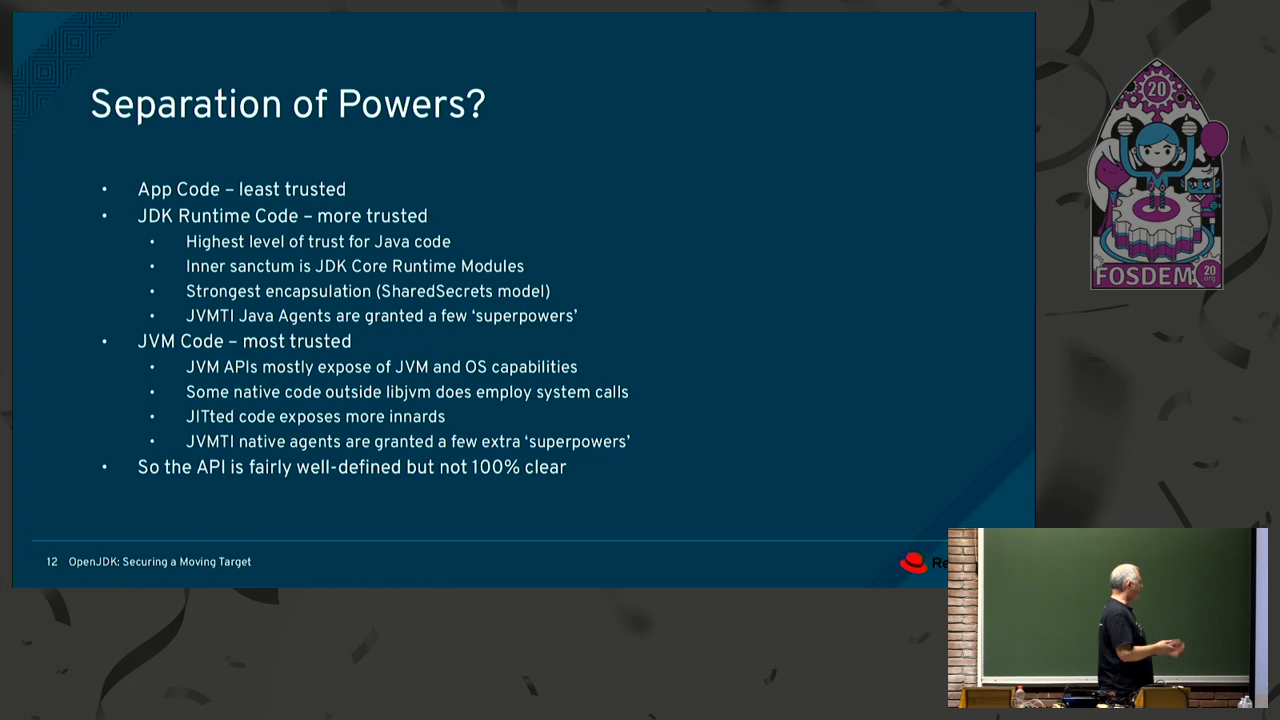 Separation of Powers?
• App Code – least trusted
• JDK Runtime Code – more trusted
• Highest level of trust for Java code
• Inner sanctum is JDK Core Runtime Modules
• Strongest encapsulation (SharedSecrets model)
• JVMTI Java Agents are granted a few ‘superpowers’
• JVM Code – most trusted
• JVM APIs mostly expose of JVM and OS capabilities
• Some native code outside libjvm does employ system calls
• JITted code exposes more innards
• JVMTI native agents are granted a few extra ‘superpowers’
• So the API is fairly well-defined but not 100% clear
12 OpenJDK: Securing a Moving Target
20
FOSDEM
20
.org